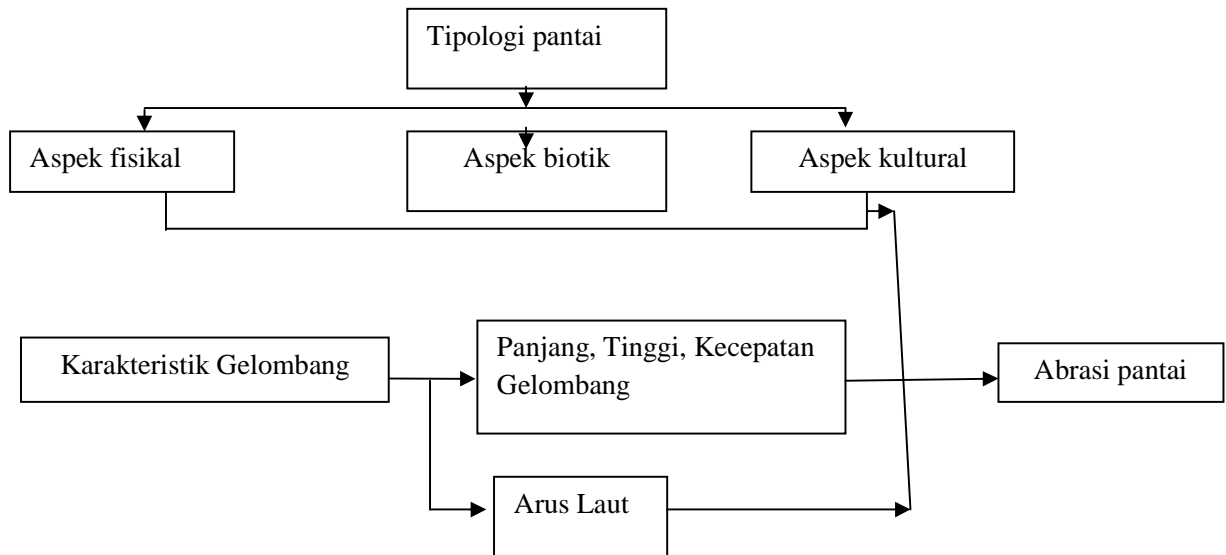 Tipologi pantai
Aspek fisikal
Aspek biotik
Aspek kultural
Karakteristik Gelombang
Panjang, Tinggi, Kecepatan
Gelombang
Abrasi pantai
Arus Laut